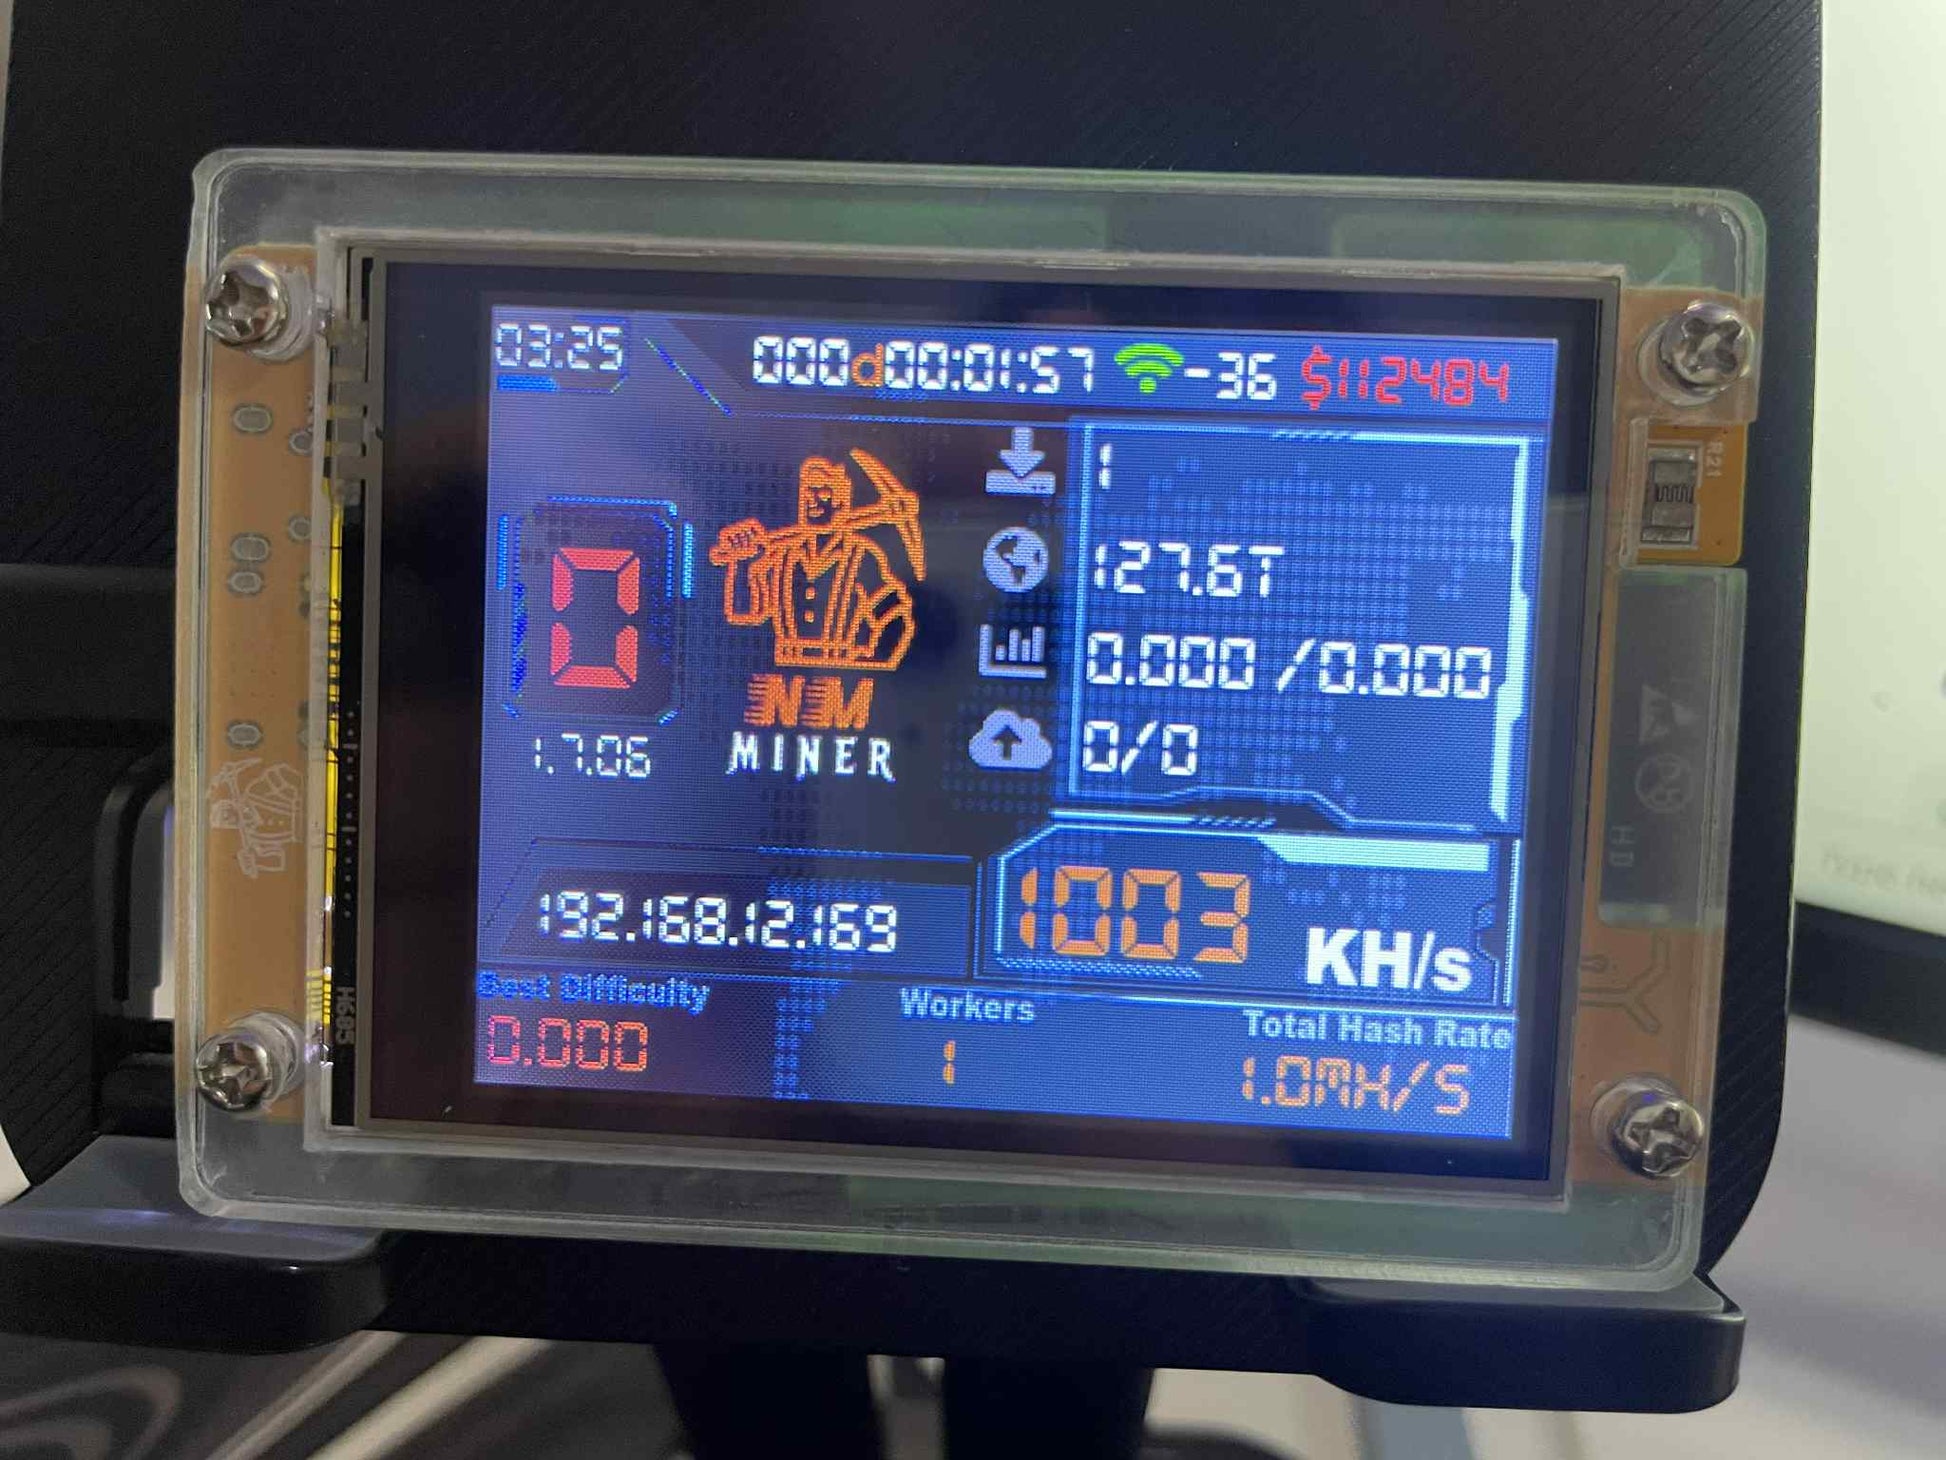 03:25
000d00:01:57
-36
$112484
1
127.6T
0
0.000 / 0.000
1.7.06
NM
MINER
0/0
192.168.12.169
1003 KH/s
Best Difficulty
0.000
Workers
1
Total Hash Rate
1.0MH/S
R21
H685